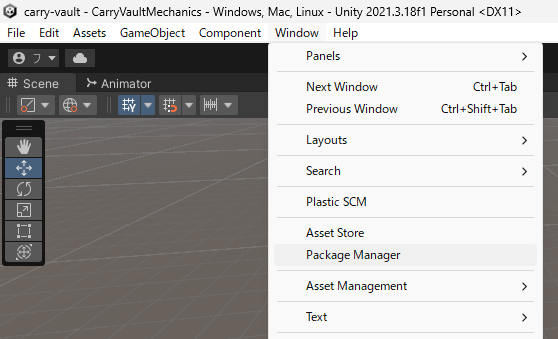 carry-vault - CarryVaultMechanics - Windows, Mac, Linux - Unity 2021.3.18f1 Personal <DX11>
File Edit Assets GameObject Component Window Help
フ
Scene Animator
Panels
Next Window Ctrl+Tab
Previous Window Ctrl+Shift+Tab
Layouts
Search
Plastic SCM
Asset Store
Package Manager
Asset Management
Text